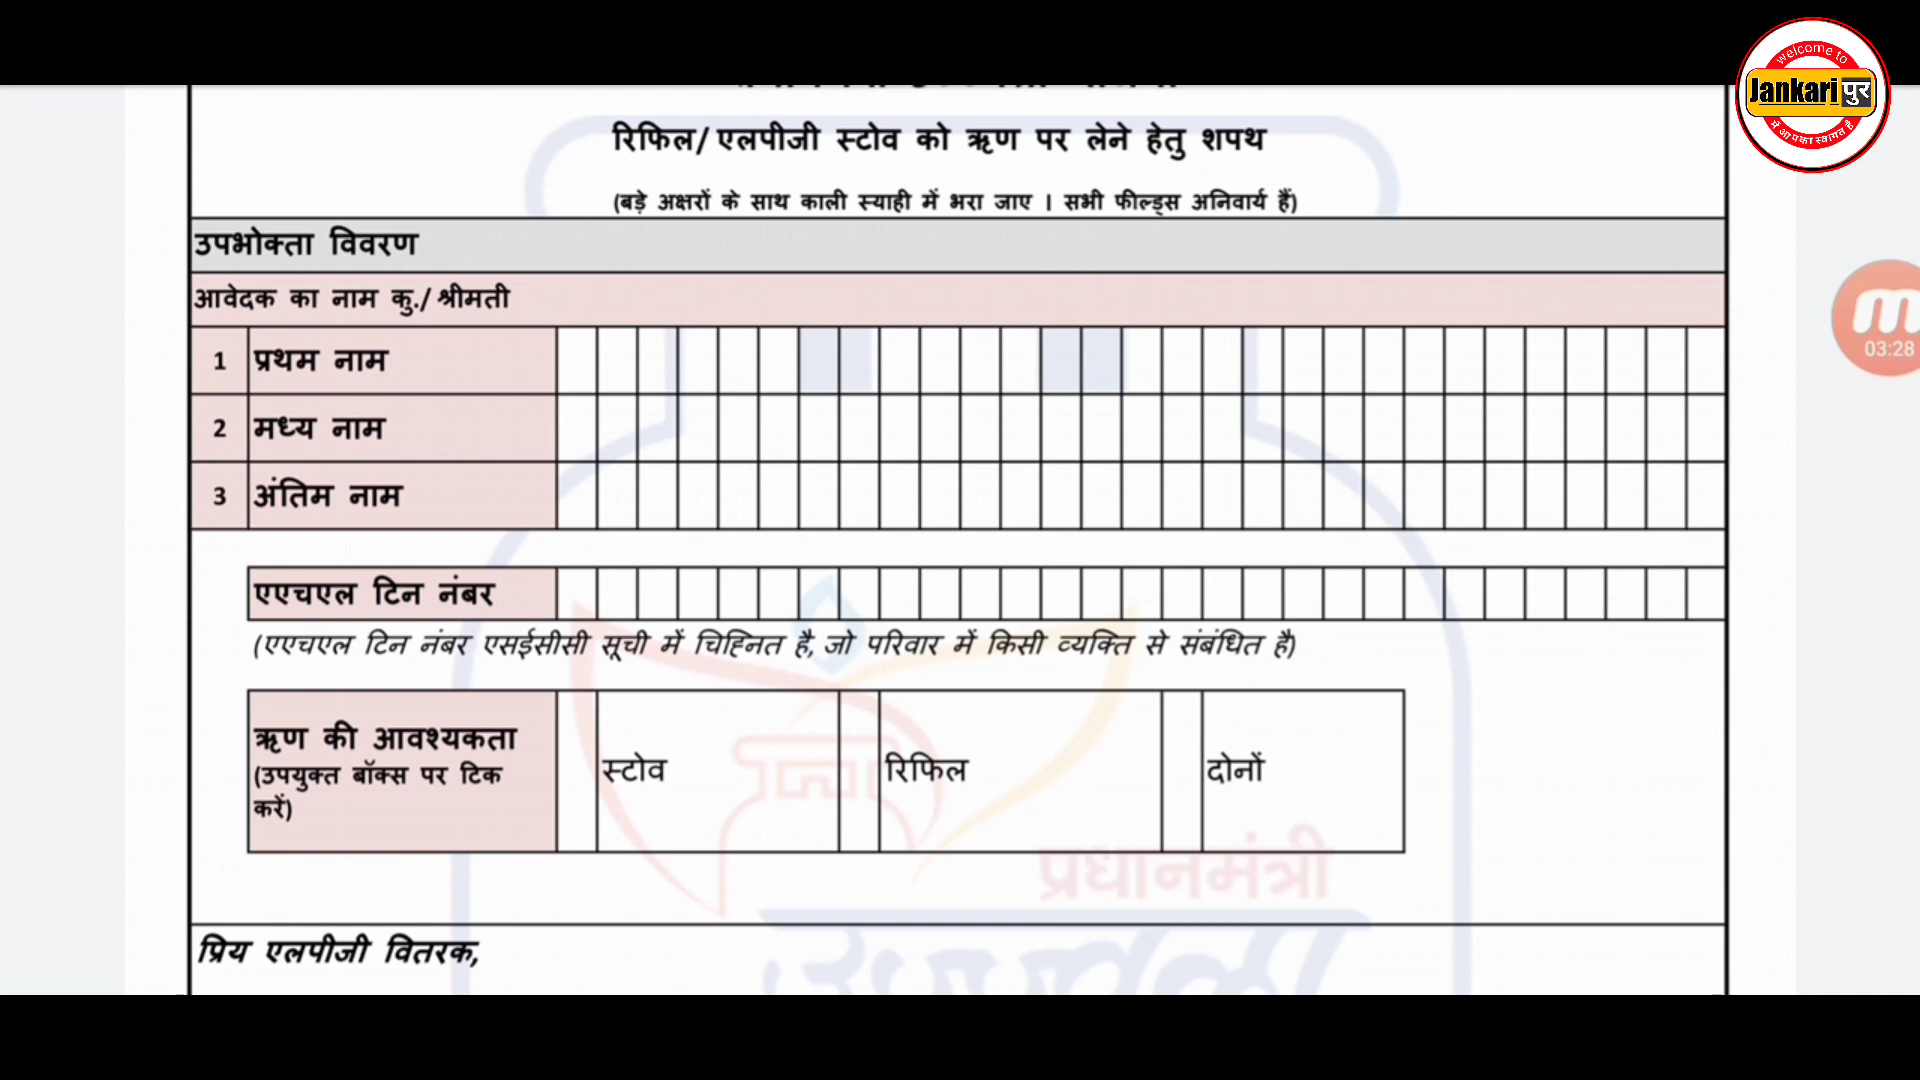 रिफिल/ एलपीजी स्टोव को ऋण पर लेने हेतु शपथ
(बड़े अक्षरों के साथ काली स्याही में भरा जाए । सभी फील्ड्स अनिवार्य हैं)
उपभोक्ता विवरण
आवेदक का नाम कु./ श्रीमती
1 प्रथम नाम
2 मध्य नाम
3 अंतिम नाम
एएचएल टिन नंबर
(एएचएल टिन नंबर एसईसीसी सूची में चिह्नित है, जो परिवार में किसी व्यक्ति से संबंधित है)
ऋण की आवश्यकता
(उपयुक्त बॉक्स पर टिक
करें)
स्टोव
रिफिल
दोनों
प्रधानमंत्री
प्रिय एलपीजी वितरक,
welcome to
Jankari पुर
में आपका स्वागत है
m
03:28